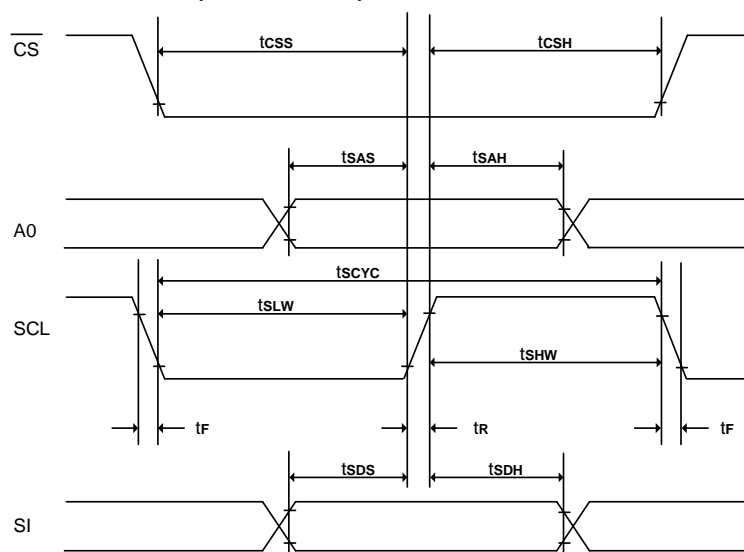 CS
tCSS
tCSH
tSAS
tSAH
A0
tSCYC
tSLW
SCL
tSHW
tF
tR
tF
tSDS
tSDH
SI